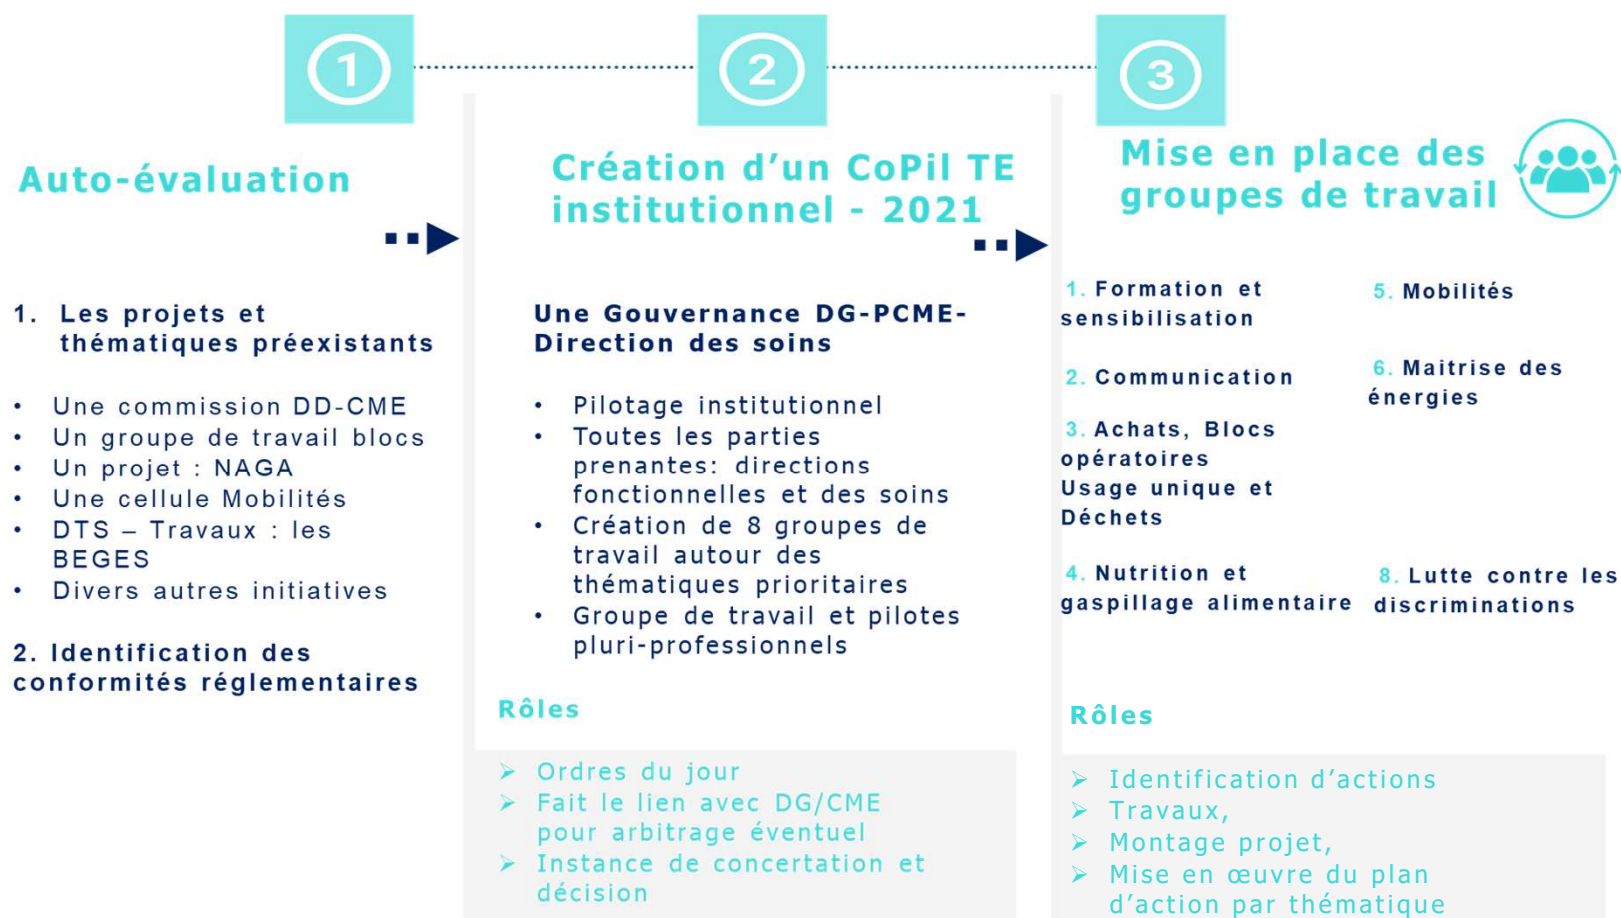 1
Auto-évaluation
1. Les projets et
thématiques préexistants
• Une commission DD-CME
• Un groupe de travail blocs
• Un projet : NAGA
• Une cellule Mobilités
• DTS – Travaux : les
BEGES
• Divers autres initiatives
2. Identification des
conformités réglementaires
2
Création d’un CoPil TE
institutionnel - 2021
Une Gouvernance DG-PCME-
Direction des soins
• Pilotage institutionnel
• Toutes les parties
prenantes: directions
fonctionnelles et des soins
• Création de 8 groupes de
travail autour des
thématiques prioritaires
• Groupe de travail et pilotes
pluri-professionnels
Rôles
➢ Ordres du jour
➢ Fait le lien avec DG/CME
pour arbitrage éventuel
➢ Instance de concertation et
décision
3
Mise en place des
groupes de travail
1. Formation et
sensibilisation
2. Communication
3. Achats, Blocs
opératoires
Usage unique et
Déchets
4. Nutrition et
gaspillage alimentaire
5. Mobilités
6. Maitrise des
énergies
8. Lutte contre les
discriminations
Rôles
➢ Identification d’actions
➢ Travaux,
➢ Montage projet,
➢ Mise en œuvre du plan
d’action par thématique